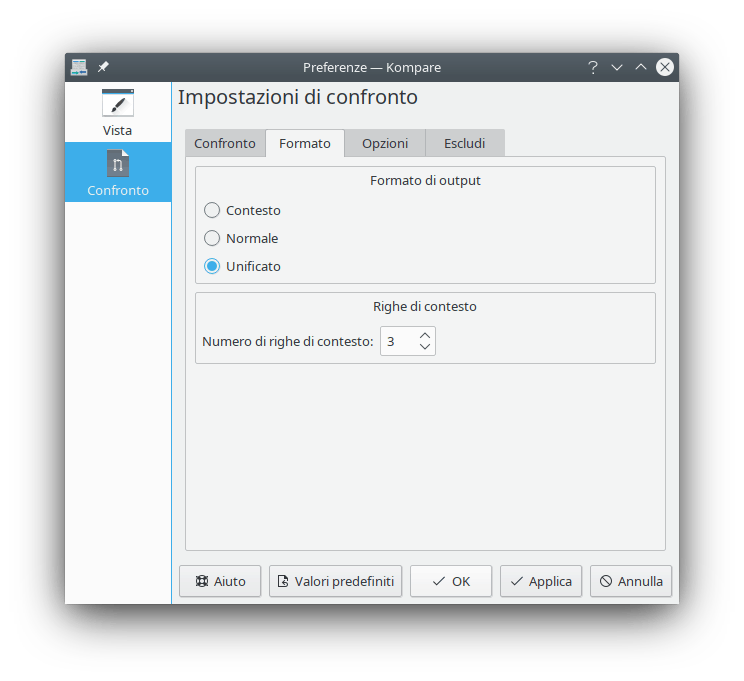 Preferenze — Kompare
Vista
Confronto
Impostazioni di confronto
Confronto Formato Opzioni Escludi
Formato di output
Contesto
Normale
Unificato
Righe di contesto
Numero di righe di contesto: 3
Aiuto Valori predefiniti OK Applica Annulla